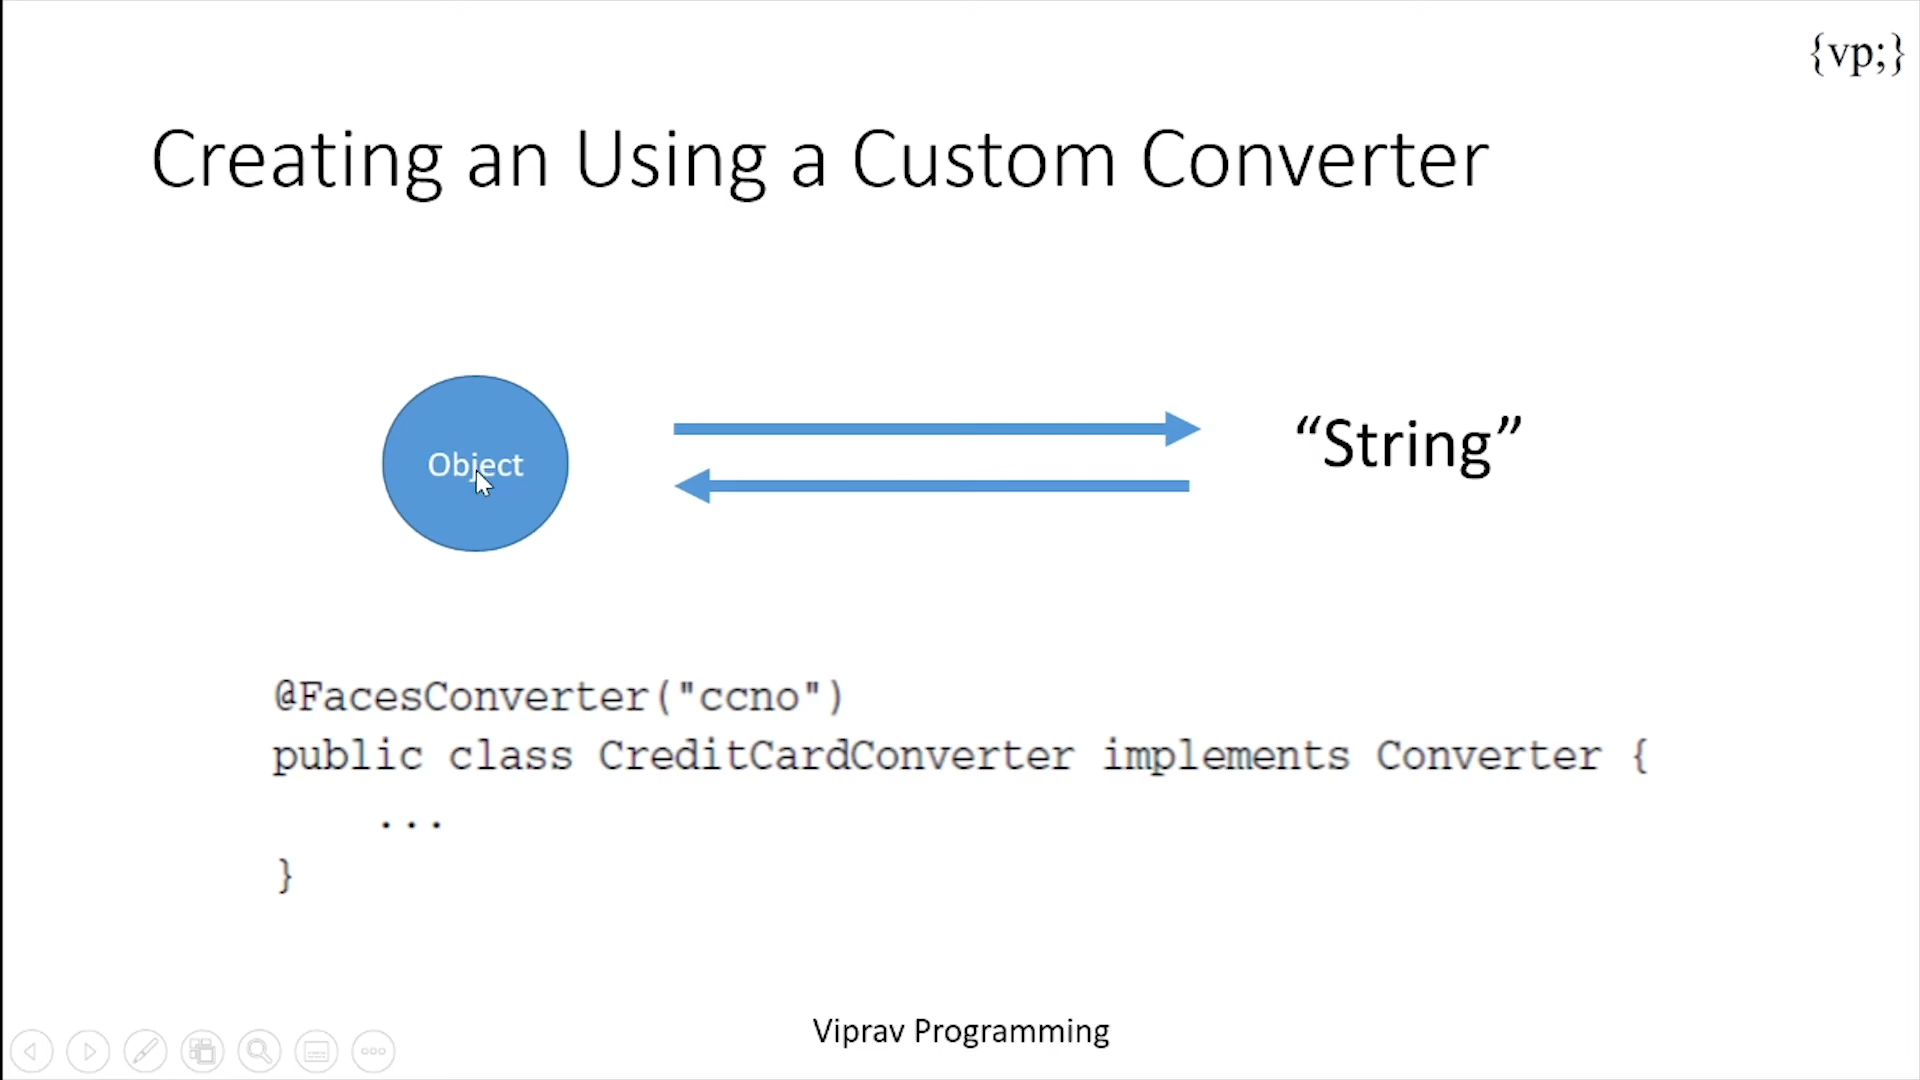 {vp;}
Creating an Using a Custom Converter
Object
“String”
@FacesConverter("ccno")
public class CreditCardConverter implements Converter {
...
}
Viprav Programming